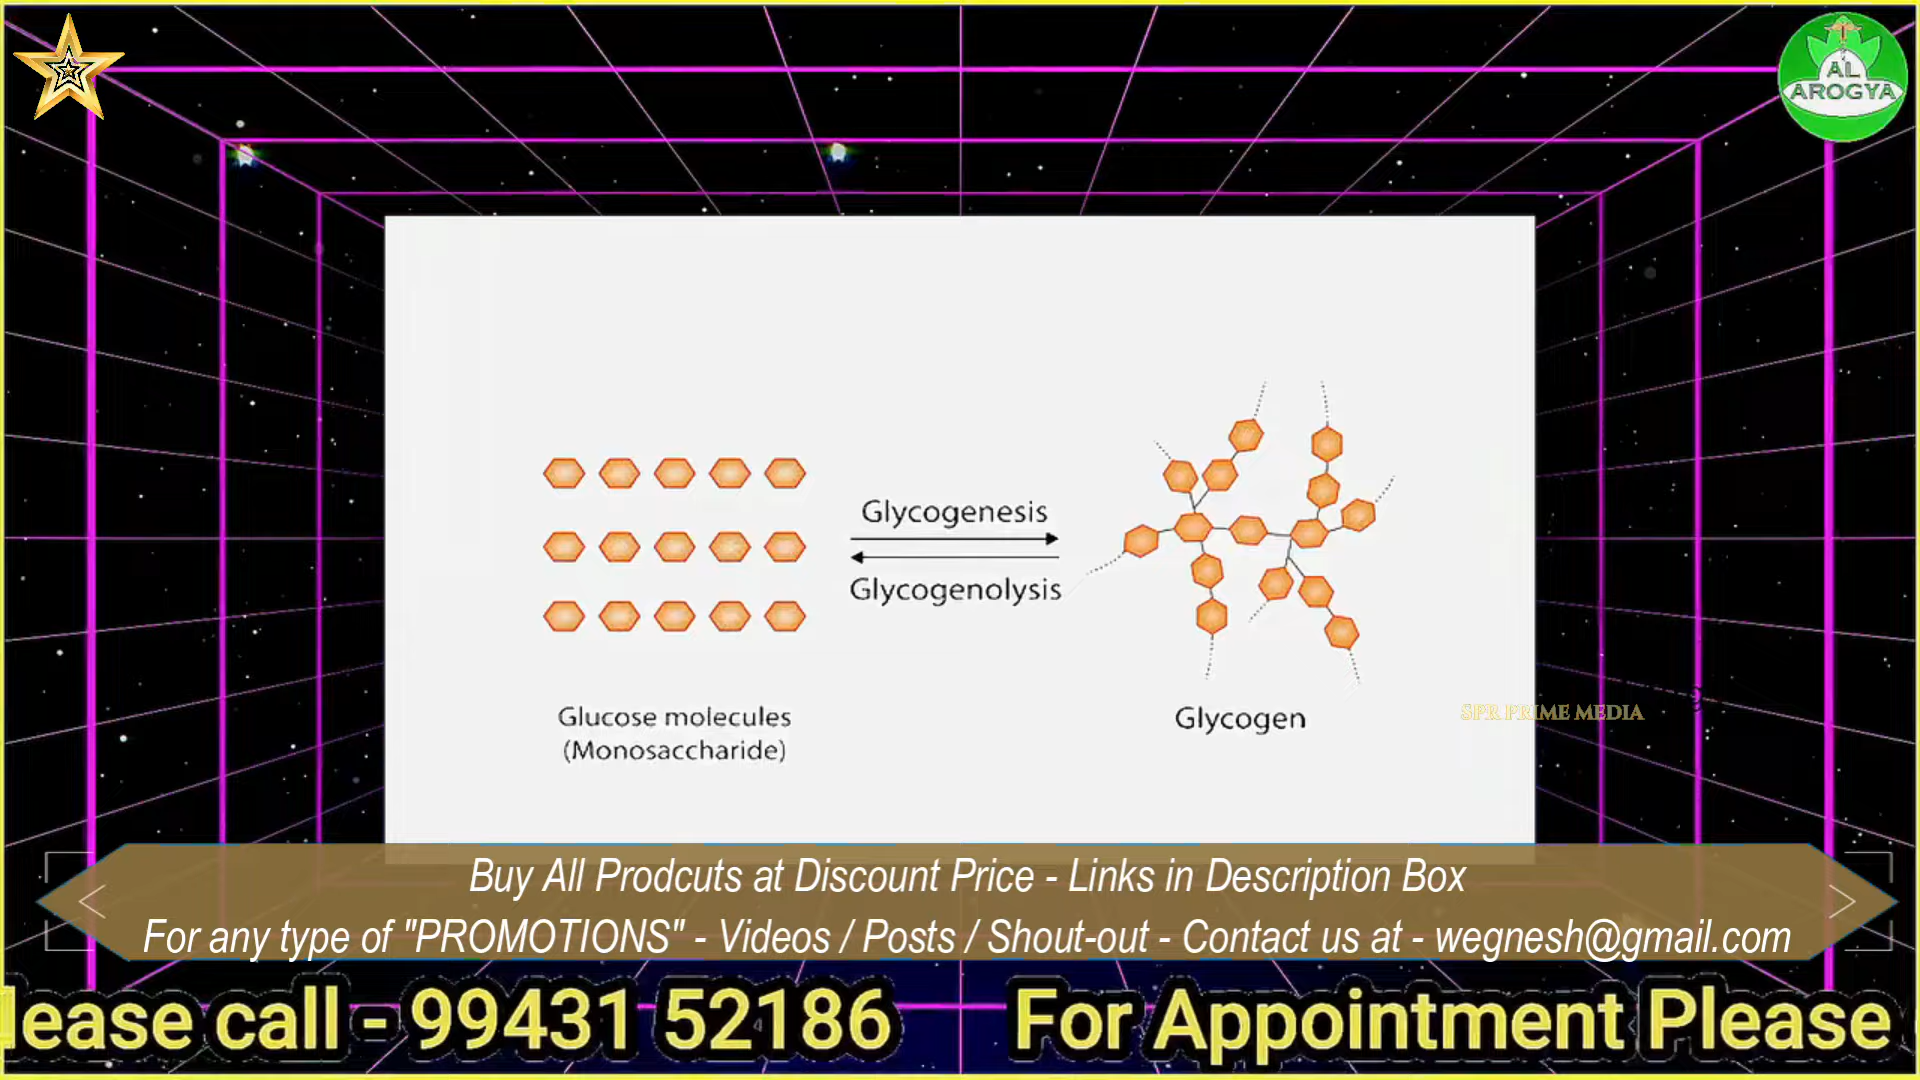 AL
AROGYA
Glycogenesis
Glycogenolysis
Glucose molecules
(Monosaccharide)
Glycogen
SPR PRIME MEDIA
Buy All Prodcuts at Discount Price - Links in Description Box
For any type of "PROMOTIONS" - Videos / Posts / Shout-out - Contact us at - wegnesh@gmail.com
lease call - 99431 52186 For Appointment Please